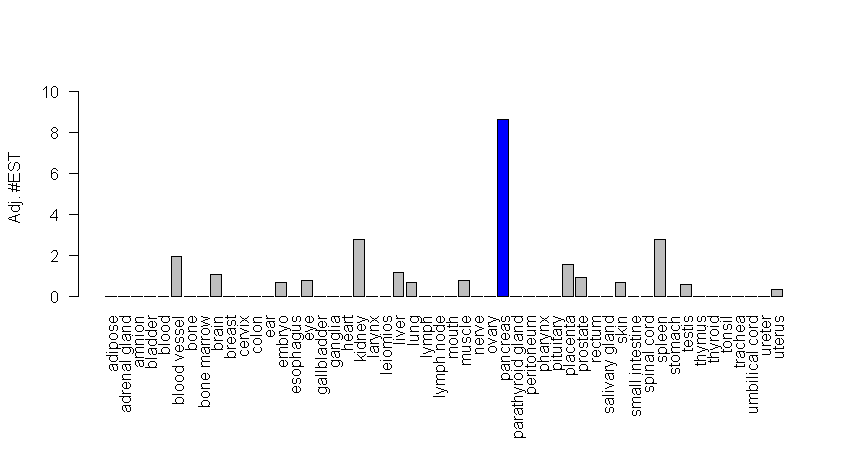 Adj. #EST
10
8
6
4
2
0
adipose
adrenal gland
amnion
bladder
blood
blood vessel
bone
bone marrow
brain
breast
cervix
colon
ear
embryo
esophagus
eye
gallbladder
ganglia
heart
kidney
larynx
leiomios
liver
lung
lymph
lymph node
mouth
muscle
nerve
ovary
pancreas
parathyroid gland
peritoneum
pharynx
pituitary
placenta
prostate
rectum
salivary gland
skin
small intestine
spinal cord
spleen
stomach
testis
thymus
thyroid
tonsil
trachea
umbilical cord
ureter
uterus